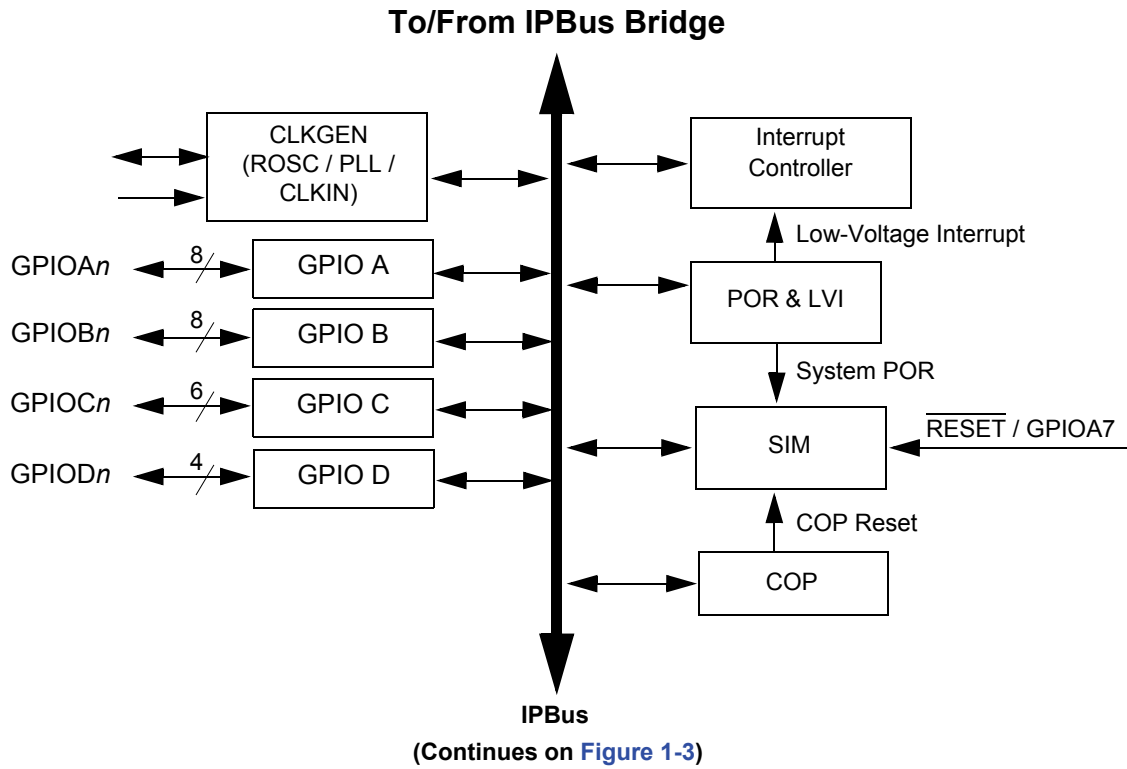 To/From IPBus Bridge
CLKGEN
(ROSC / PLL /
CLKIN)
GPIOAn
8
GPIO A
GPIOBn
8
GPIO B
GPIOCn
6
GPIO C
GPIODn
4
GPIO D
Interrupt
Controller
Low-Voltage Interrupt
POR & LVI
System POR
SIM
RESET / GPIOA7
COP Reset
COP
IPBus
(Continues on Figure 1-3)